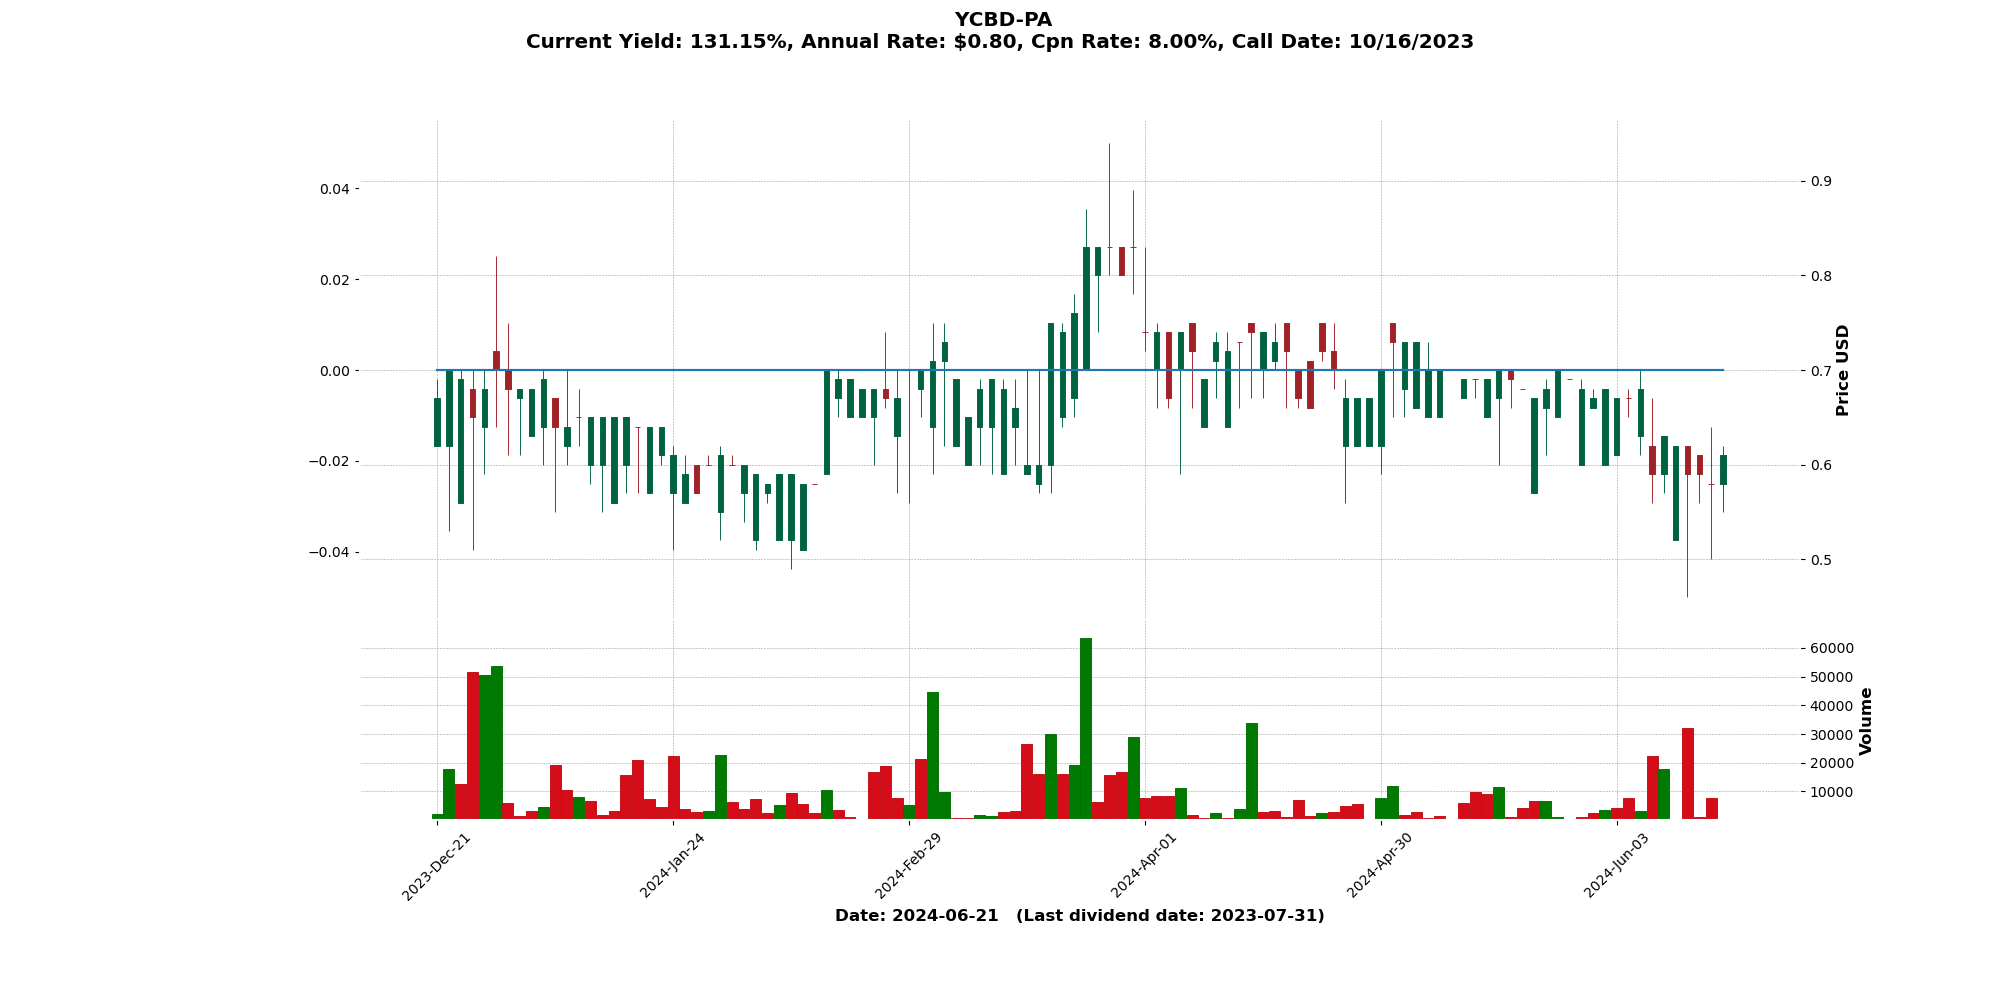 YCBD-PA
Current Yield: 131.15%, Annual Rate: $0.80, Cpn Rate: 8.00%, Call Date: 10/16/2023
0.04
0.02
0.00
−0.02
−0.04
0.9
0.8
0.7
0.6
0.5
Price USD
60000
50000
40000
30000
20000
10000
Volume
2023-Dec-21
2024-Jan-24
2024-Feb-29
2024-Apr-01
2024-Apr-30
2024-Jun-03
Date: 2024-06-21   (Last dividend date: 2023-07-31)